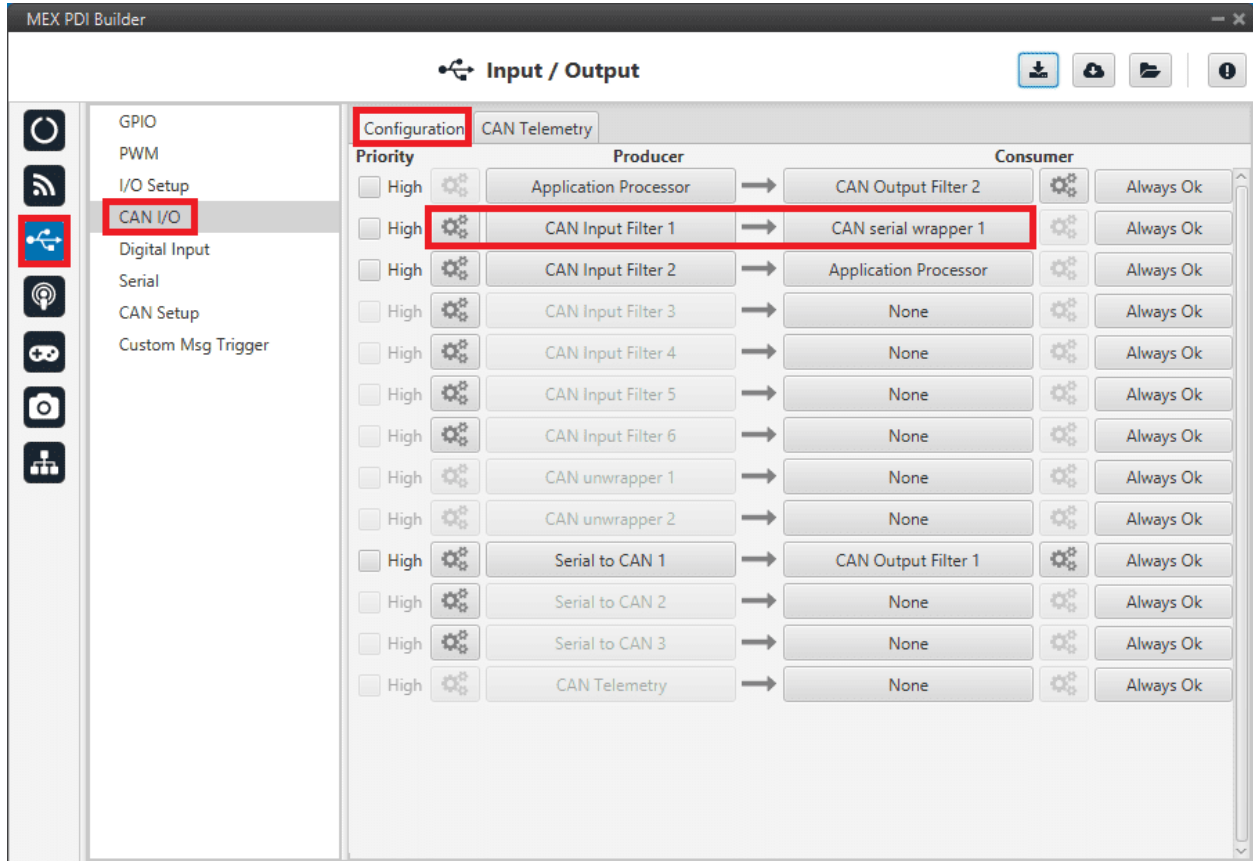 MEX PDI Builder
Input / Output
GPIO
PWM
I/O Setup
CAN I/O
Digital Input
Serial
CAN Setup
Custom Msg Trigger
Configuration CAN Telemetry
Priority Producer Consumer
High Application Processor CAN Output Filter 2 Always Ok
High CAN Input Filter 1 CAN serial wrapper 1 Always Ok
High CAN Input Filter 2 Application Processor Always Ok
High CAN Input Filter 3 None Always Ok
High CAN Input Filter 4 None Always Ok
High CAN Input Filter 5 None Always Ok
High CAN Input Filter 6 None Always Ok
High CAN unwrapper 1 None Always Ok
High CAN unwrapper 2 None Always Ok
High Serial to CAN 1 CAN Output Filter 1 Always Ok
High Serial to CAN 2 None Always Ok
High Serial to CAN 3 None Always Ok
High CAN Telemetry None Always Ok